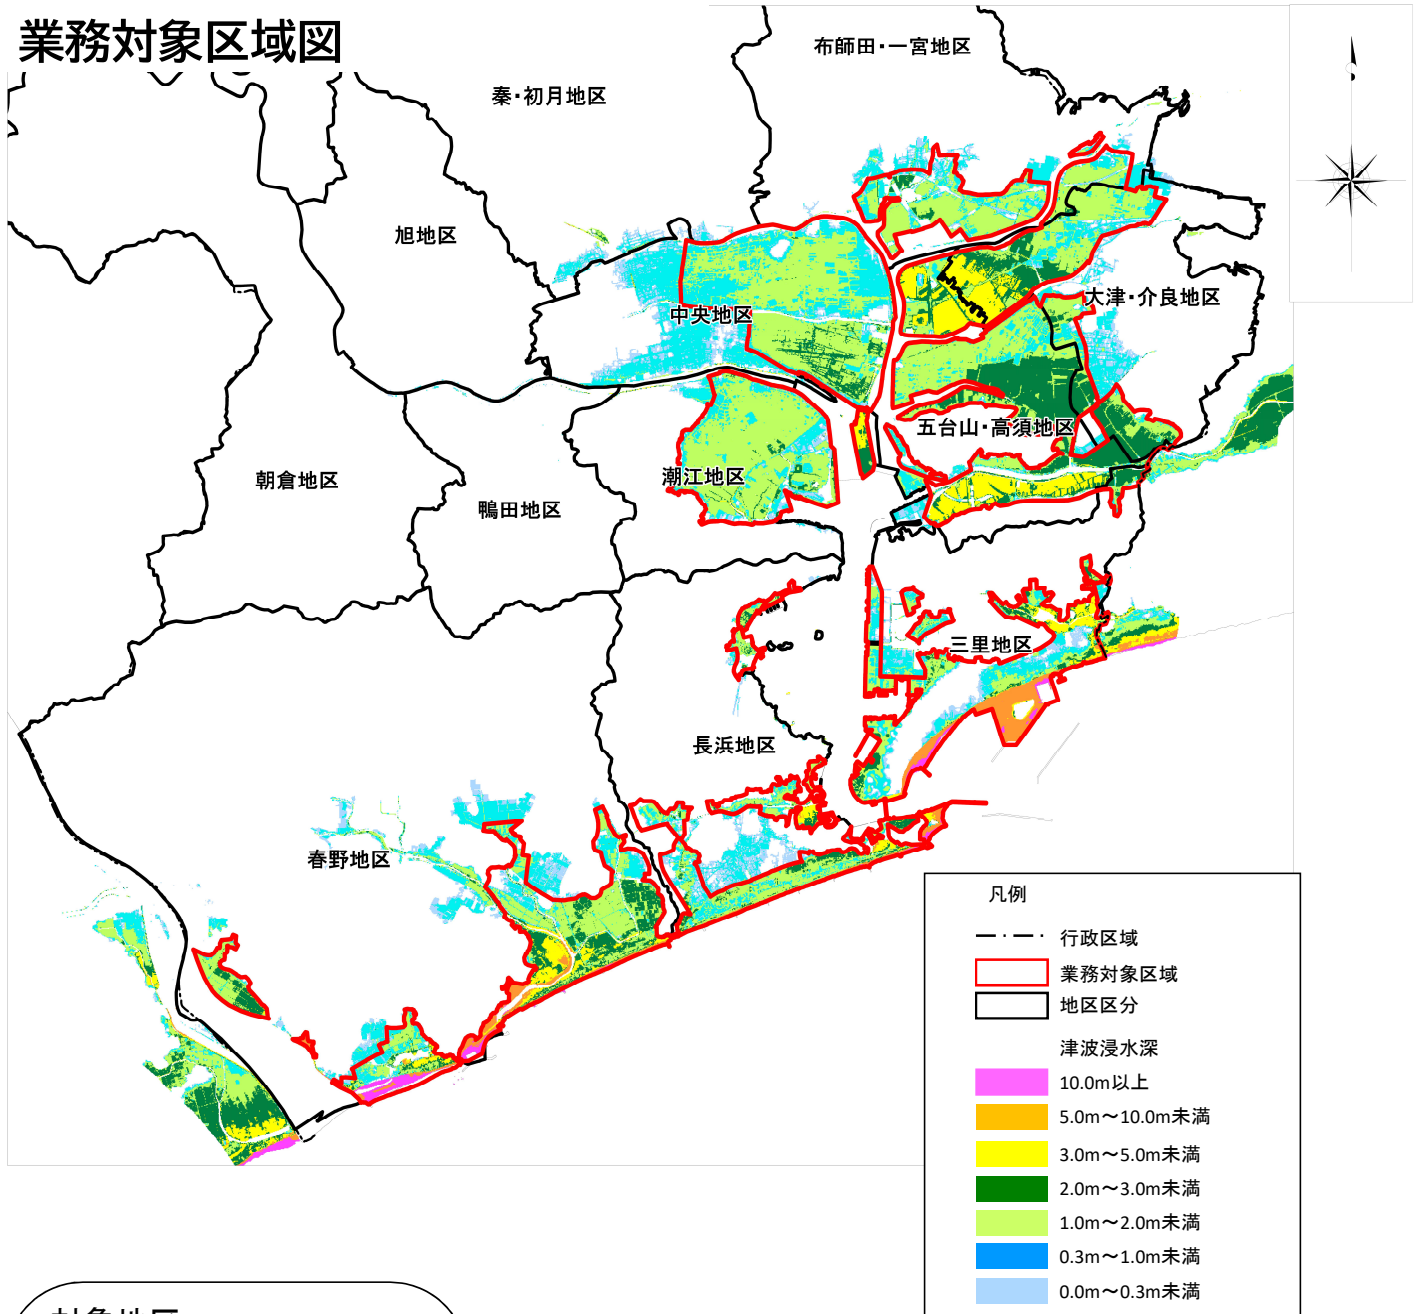 業務対象区域図
布師田・一宮地区
秦・初月地区
旭地区
大津・介良地区
中央地区
五台山・高須地区
潮江地区
朝倉地区
鴨田地区
三里地区
長浜地区
春野地区
凡例
行政区域
業務対象区域
地区区分
津波浸水深
10.0m以上
5.0m～10.0m未満
3.0m～5.0m未満
2.0m～3.0m未満
1.0m～2.0m未満
0.3m～1.0m未満
0.0m～0.3m未満
対象地区